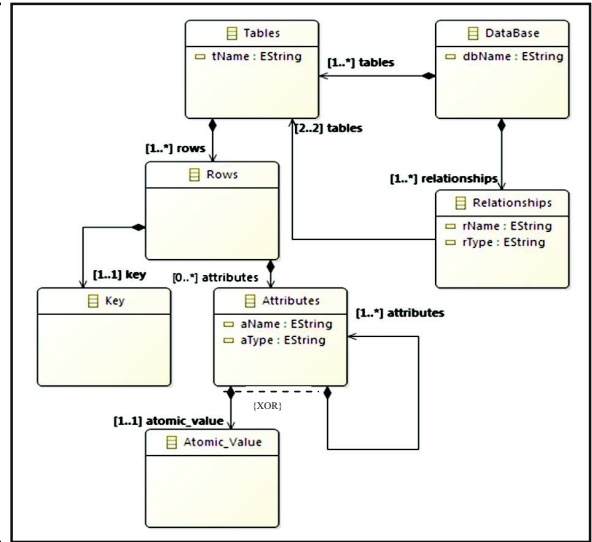 Tables
tName : EString
DataBase
dbName : EString
[1..*] tables
[2..2] tables
[1..*] rows
[1..*] relationships
Rows
Relationships
rName : EString
rType : EString
[1..1] key
[0..*] attributes
Key
Attributes
aName : EString
aType : EString
[1..*] attributes
{XOR}
[1..1] atomic_value
Atomic_Value